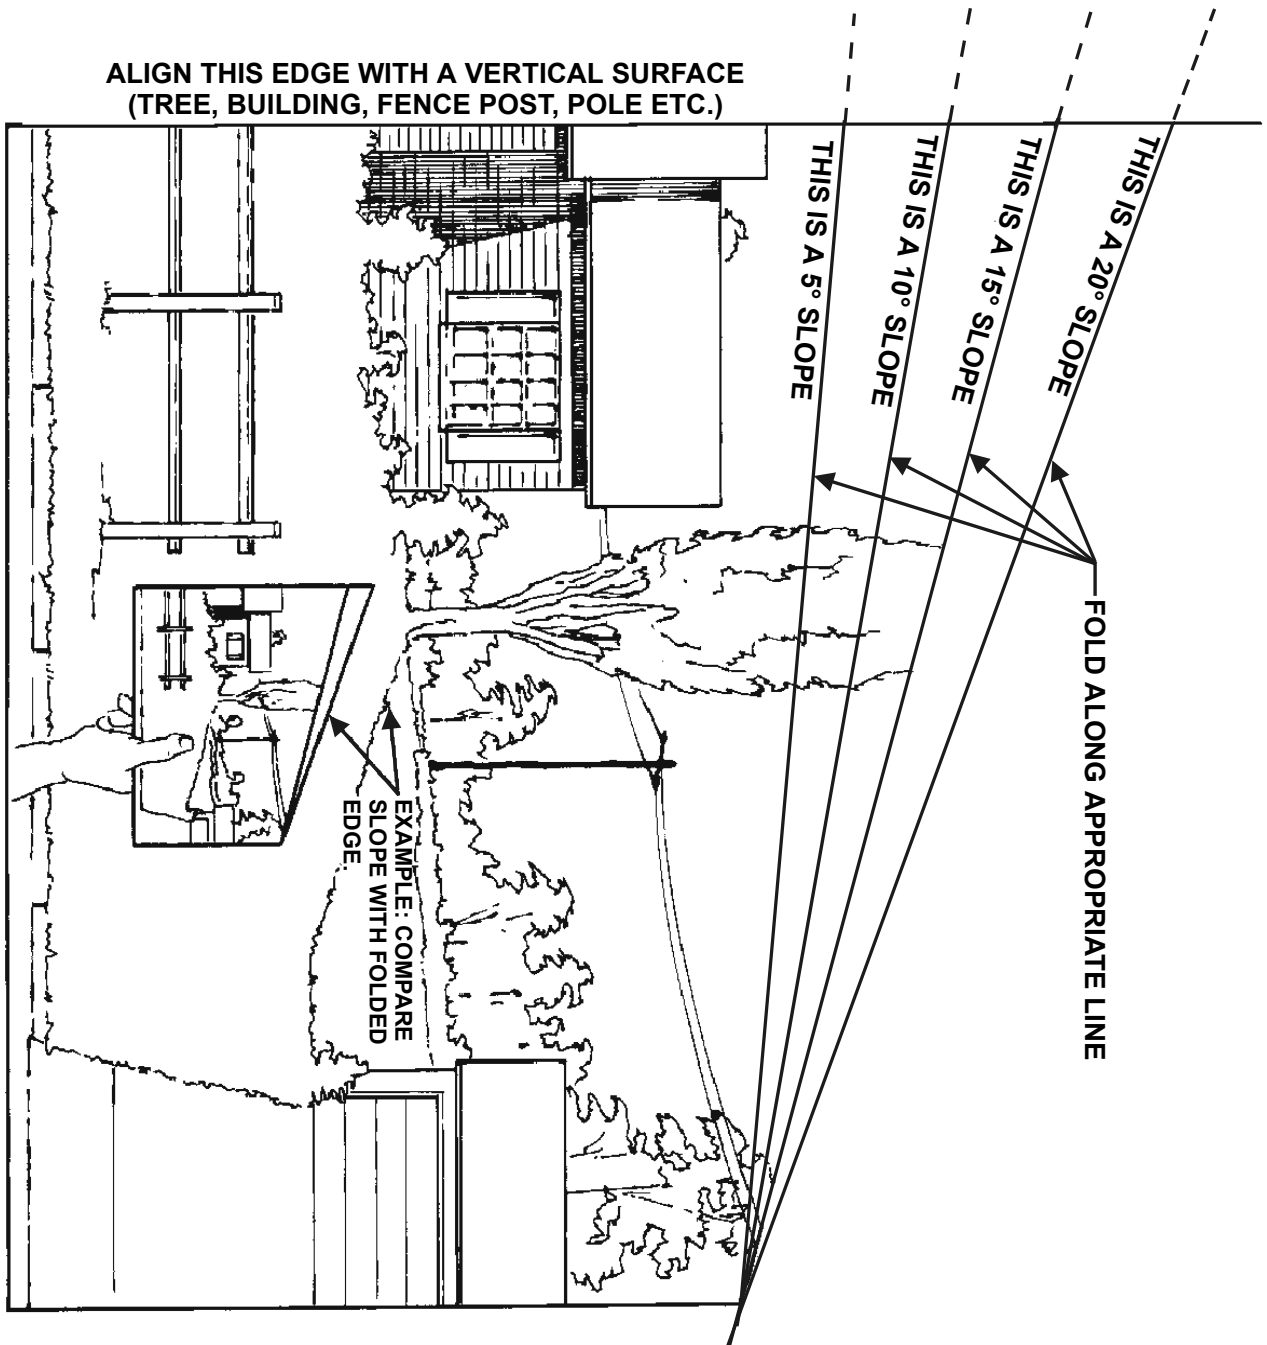 ALIGN THIS EDGE WITH A VERTICAL SURFACE
(TREE, BUILDING, FENCE POST, POLE ETC.)
THIS IS A 20° SLOPE
THIS IS A 15° SLOPE
THIS IS A 10° SLOPE
THIS IS A 5° SLOPE
FOLD ALONG APPROPRIATE LINE
EXAMPLE: COMPARE
SLOPE WITH FOLDED
EDGE.